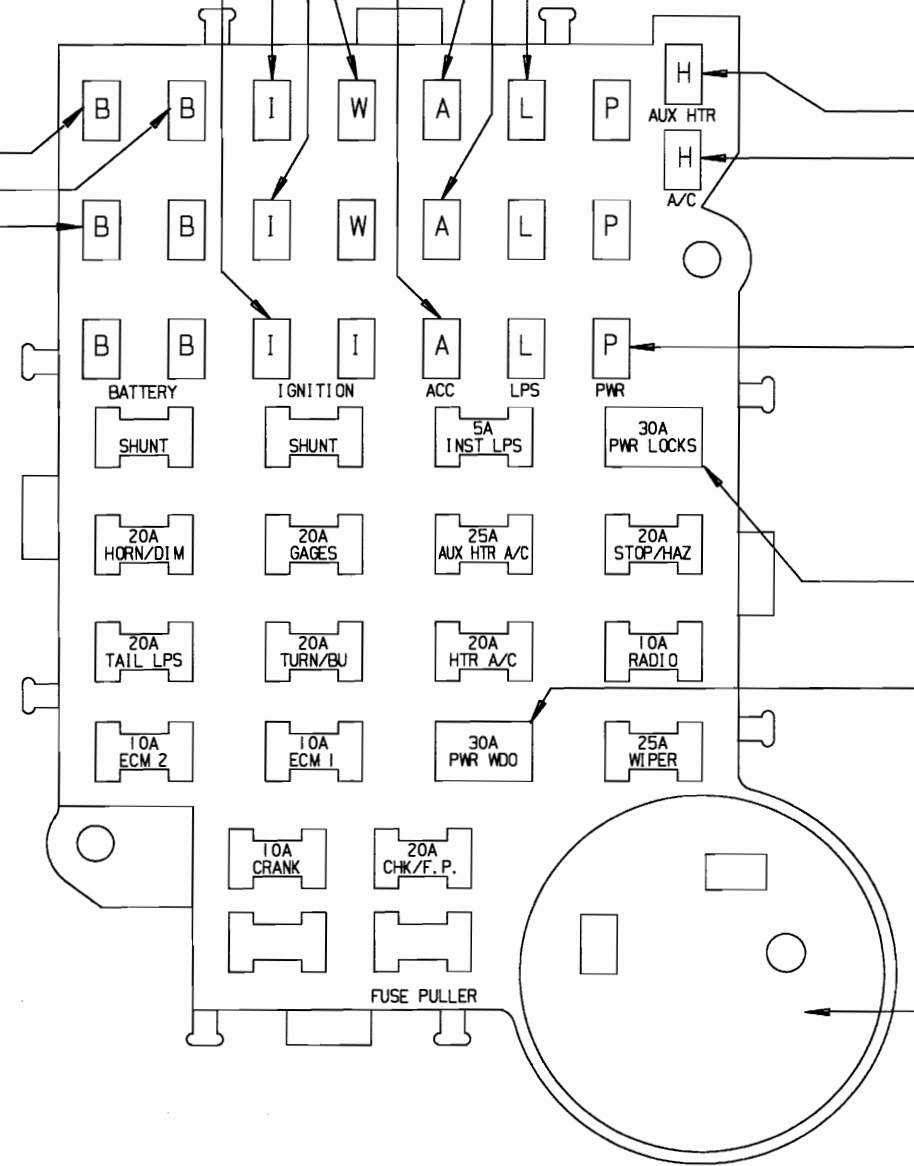 H
B B I W A L P
AUX HTR
H
A/C
B B I W A L P
B B I I A L P
BATTERY IGNITION ACC LPS PWR
SHUNT
SHUNT
5A
INST LPS
30A
PWR LOCKS
20A
HORN/DIM
20A
GAGES
25A
AUX HTR A/C
20A
STOP/HAZ
20A
TAIL LPS
20A
TURN/BU
20A
HTR A/C
10A
RADIO
10A
ECM 2
10A
ECM 1
30A
PWR WDO
25A
WIPER
10A
CRANK
20A
CHK/F.P.
FUSE PULLER